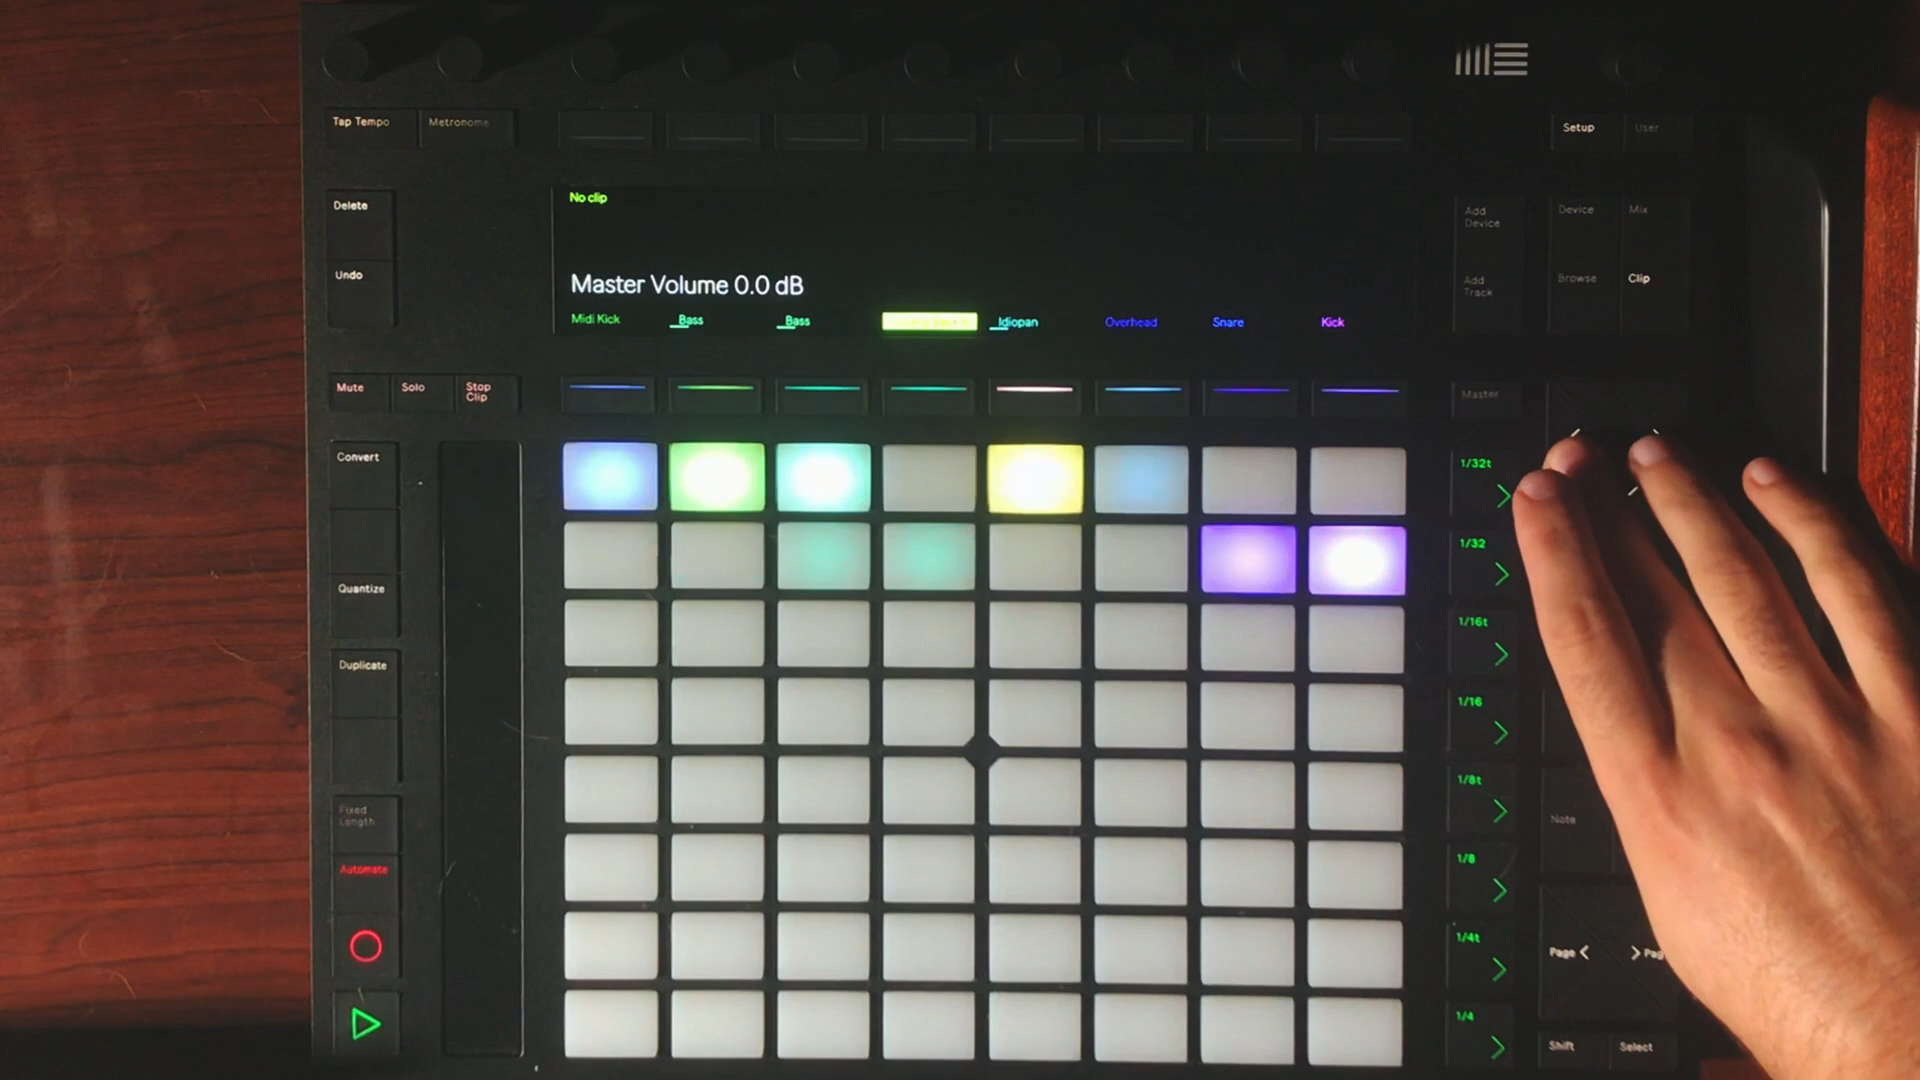 Tap Tempo
Metronome
Setup
User
Delete
No clip
Add
Device
Device
Mix
Undo
Master Volume 0.0 dB
Add
Track
Browse
Clip
Midi Kick
Bass
Bass
Idiopan
Overhead
Snare
Kick
Mute
Solo
Stop
Clip
Master
Convert
1/32t
1/32
Quantize
1/16t
Duplicate
1/16
1/8t
Fixed
Length
Note
Automate
1/8
1/4t
Page
1/4
Shift
Select